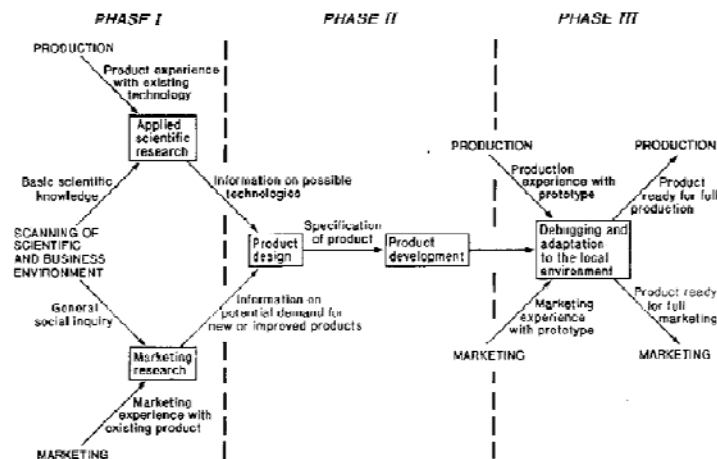 PHASE I
PHASE II
PHASE III
PRODUCTION
Product experience
with existing
technology
Applied
scientific
research
Basic scientific
knowledge
SCANNING OF
SCIENTIFIC
AND BUSINESS
ENVIRONMENT
General
social inquiry
Marketing
research
Marketing
experience with
existing product
MARKETING
Information on possible
technologies
Product
design
Specification
of product
Product
development
Information on
potential demand for
new or improved products
PRODUCTION
Production
experience with
prototype
Debugging and
adaptation
to the local
environment
Marketing
experience
with prototype
MARKETING
PRODUCTION
Product
ready for full
production
Product ready
for full
marketing
MARKETING